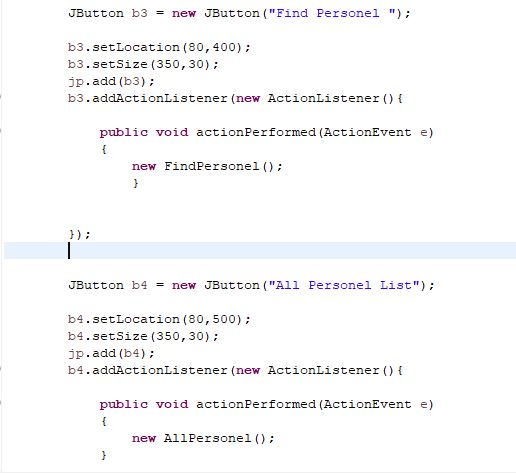 JButton b3 = new JButton("Find Personel ");
b3.setLocation(80,400);
b3.setSize(350,30);
jp.add(b3);
b3.addActionListener(new ActionListener(){
public void actionPerformed(ActionEvent e)
{
new FindPersonel();
}
});
JButton b4 = new JButton("All Personel List");
b4.setLocation(80,500);
b4.setSize(350,30);
jp.add(b4);
b4.addActionListener(new ActionListener(){
public void actionPerformed(ActionEvent e)
{
new AllPersonel();
}